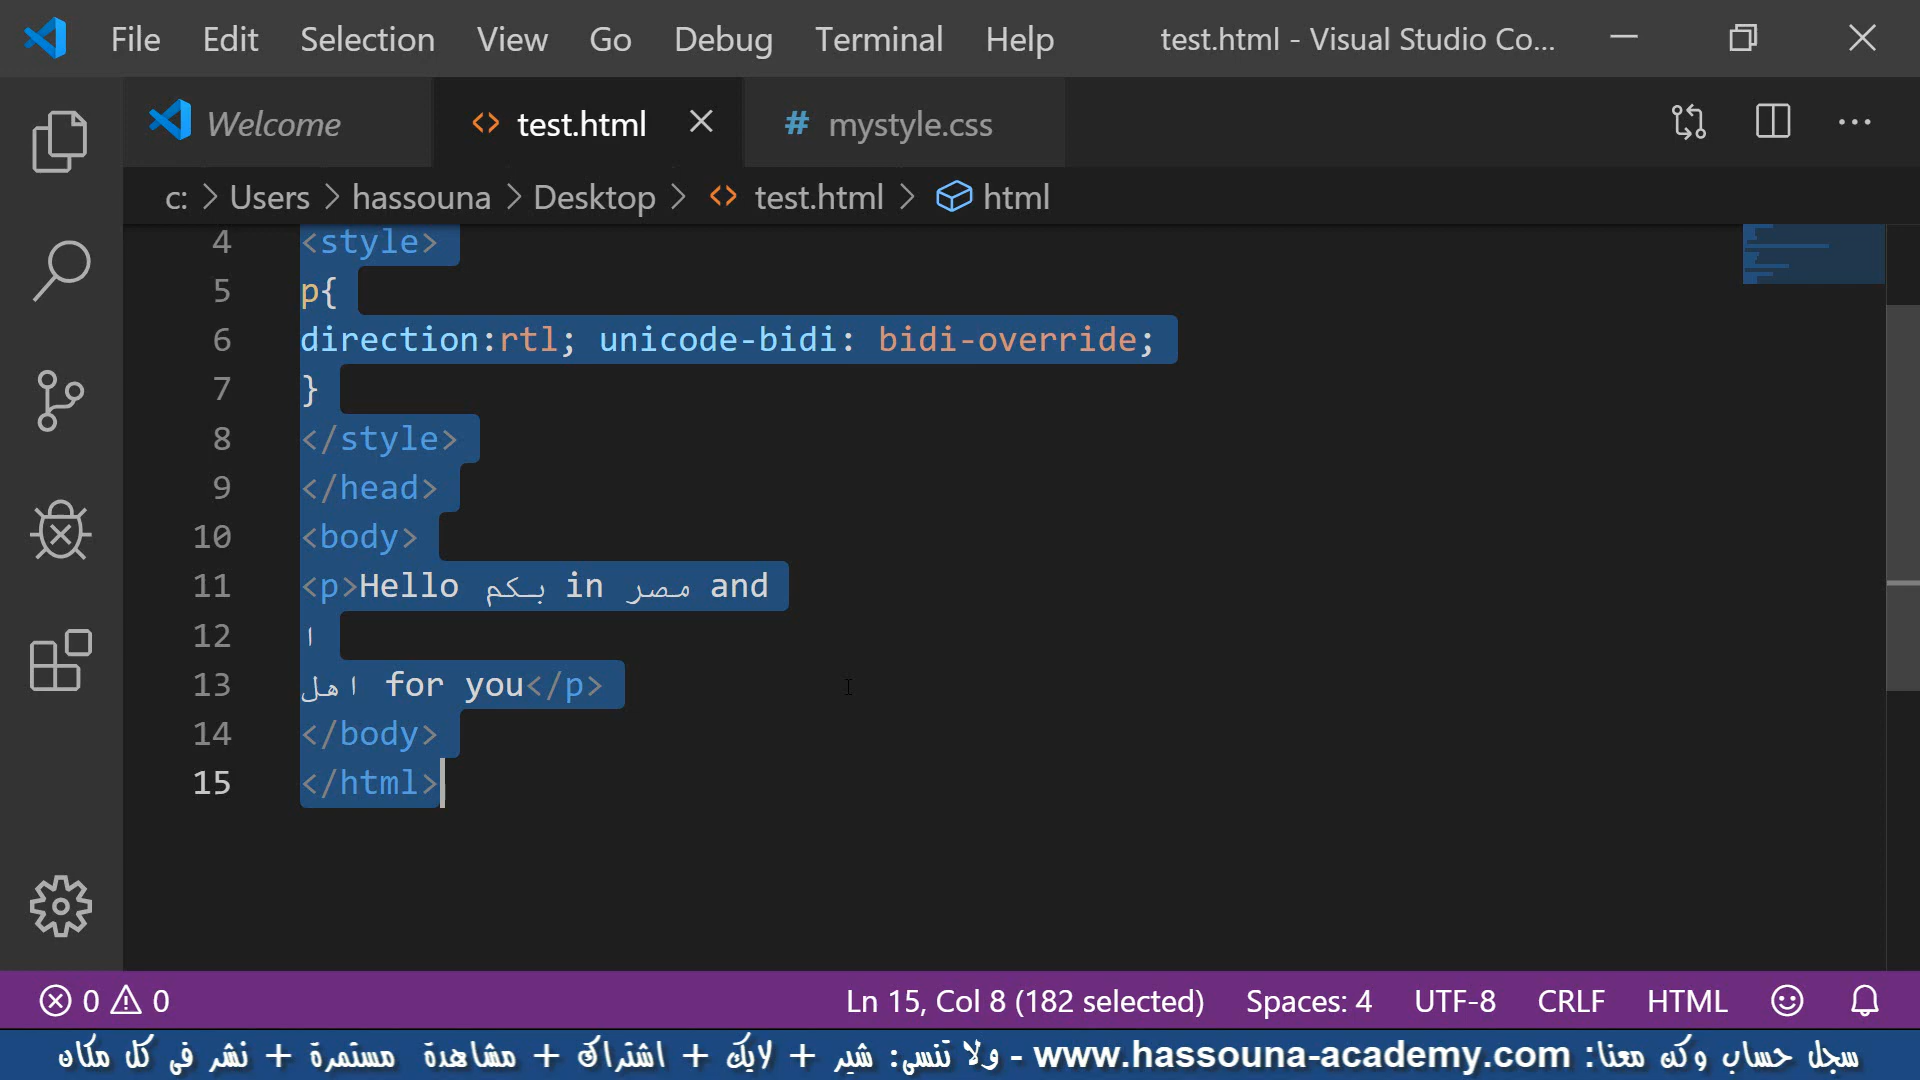 File Edit Selection View Go Debug Terminal Help test.html - Visual Studio Co...
Welcome test.html mystyle.css
c: > Users > hassouna > Desktop > test.html > html
4 <style>
5 p{
6 direction:rtl; unicode-bidi: bidi-override;
7 }
8 </style>
9 </head>
10 <body>
11 <p>Hello بكم in مصر and
12 ا
13 اهل for you</p>
14 </body>
15 </html>
0 0 Ln 15, Col 8 (182 selected) Spaces: 4 UTF-8 CRLF HTML
سجل حساب وكن معنا: www.hassouna-academy.com - ولا تنسى: شير + لايك + اشتراك + مشاهدة مستمرة + نشر فى كل مكان